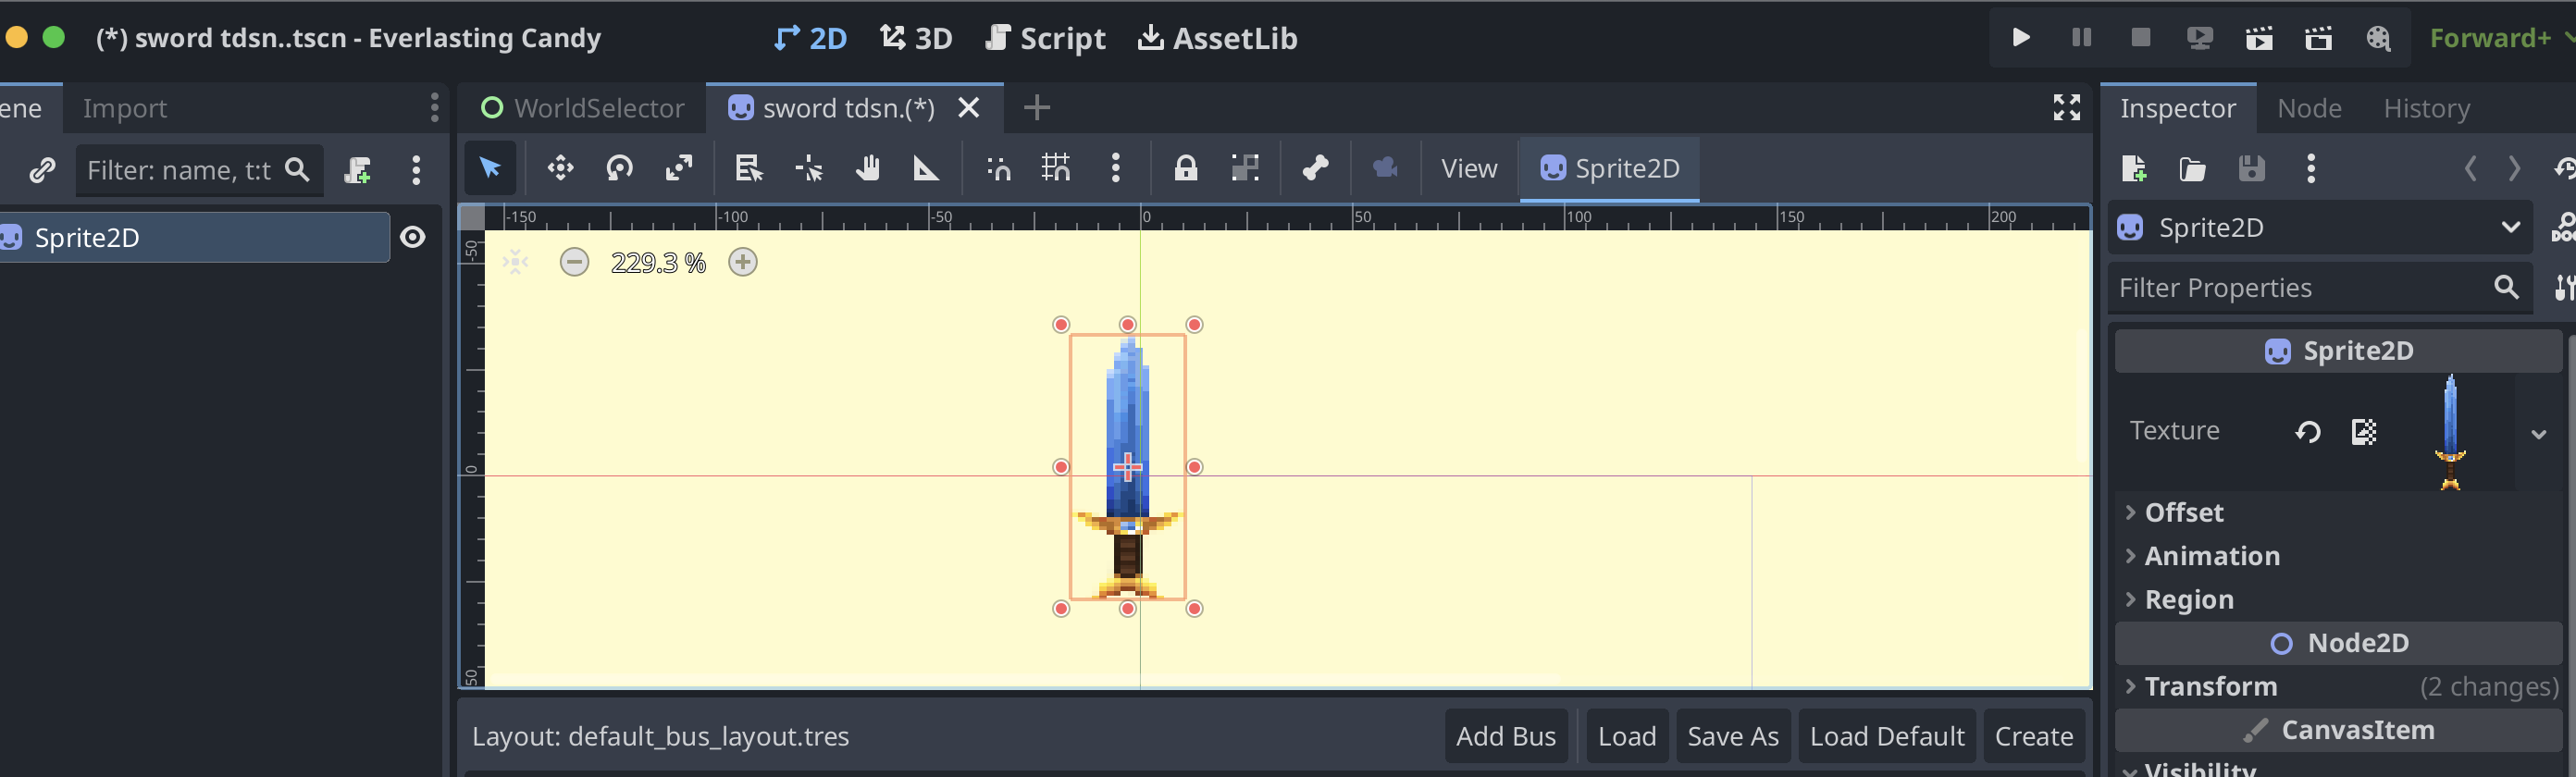 (*) sword tdsn..tscn - Everlasting Candy
2D
3D
Script
AssetLib
Forward+
ene
Import
WorldSelector
sword tdsn.(*)
Inspector
Node
History
Filter: name, t:t
View
Sprite2D
Sprite2D
-150
-100
-50
0
50
100
150
200
-50
0
50
229.3 %
Sprite2D
DOC
Filter Properties
Sprite2D
Texture
Offset
Animation
Region
Node2D
Transform
(2 changes)
CanvasItem
Visibility
Layout: default_bus_layout.tres
Add Bus
Load
Save As
Load Default
Create